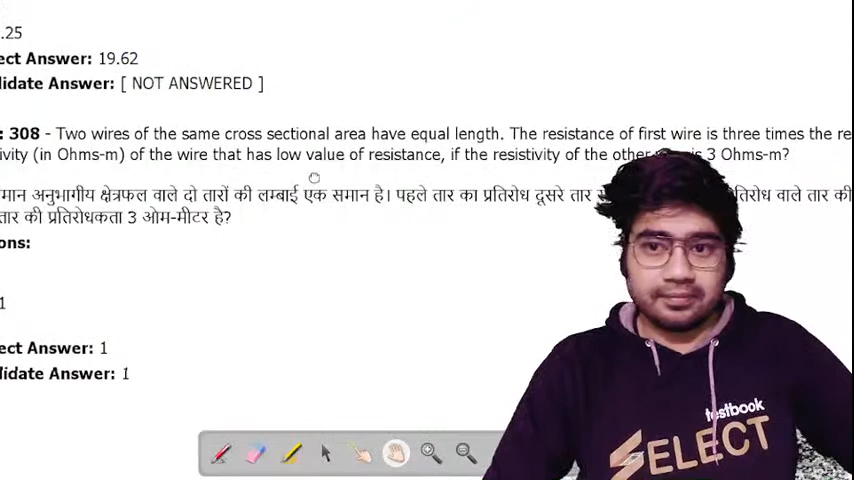 .25
ect Answer: 19.62
lidate Answer: [ NOT ANSWERED ]
: 308 - Two wires of the same cross sectional area have equal length. The resistance of first wire is three times the re
ivity (in Ohms-m) of the wire that has low value of resistance, if the resistivity of the other is 3 Ohms-m?
मान अनुभागीय क्षेत्रफल वाले दो तारों की लम्बाई एक समान है। पहले तार का प्रतिरोध दूसरे तार तिरोध वाले तार की
तार की प्रतिरोधकता 3 ओम-मीटर है?
ons:
1
ect Answer: 1
lidate Answer: 1
testbook
SELECT